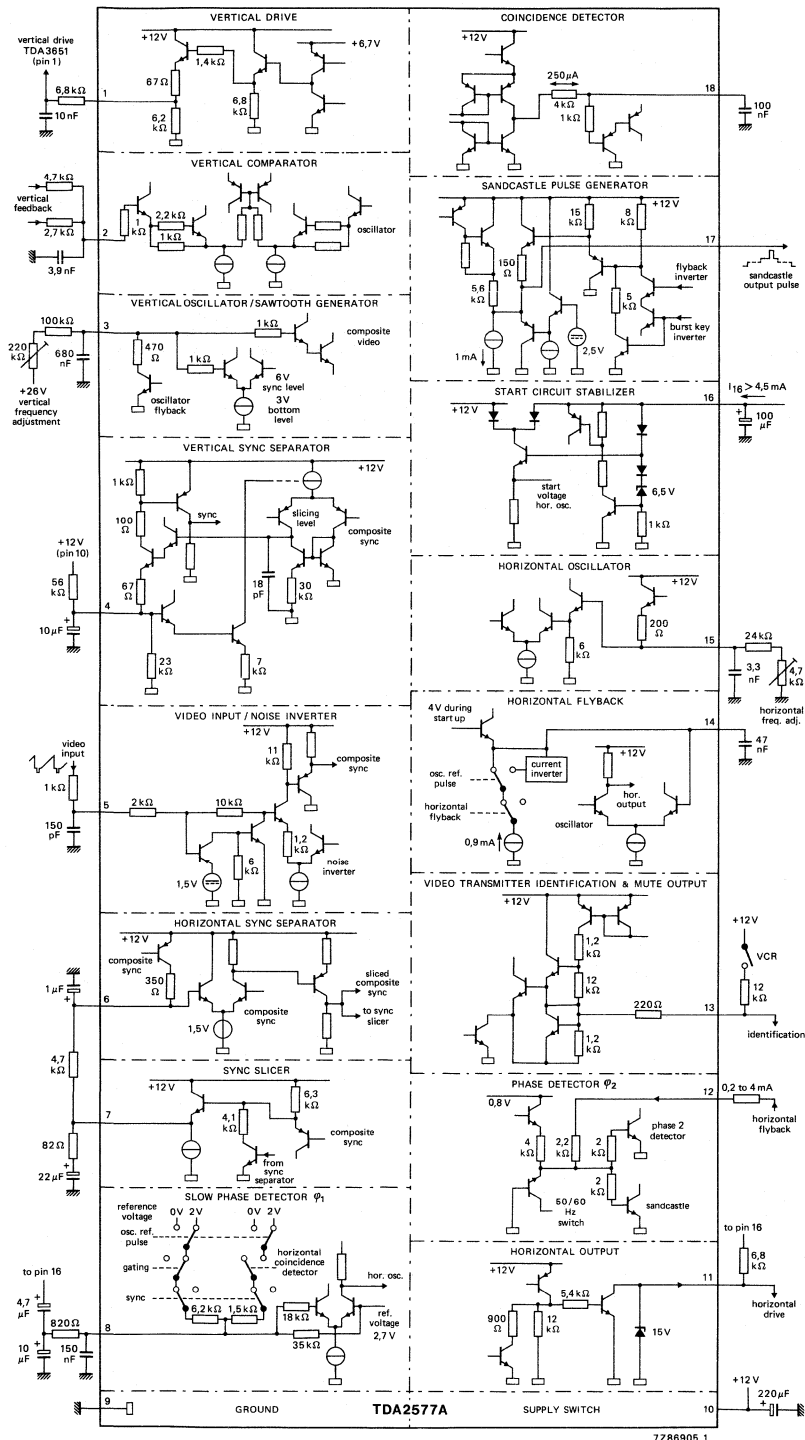 VERTICAL DRIVE
vertical drive
TDA3651
(pin 1)
6,8 kΩ
10 nF
1
+12V
1,4 kΩ
67 Ω
6,2 kΩ
6,8 kΩ
+6,7 V
VERTICAL COMPARATOR
4,7 kΩ
vertical feedback
2,7 kΩ
3,9 nF
2
1 kΩ
2,2 kΩ
1 kΩ
oscillator
VERTICAL OSCILLATOR / SAWTOOTH GENERATOR
100 kΩ
3
220 kΩ
680 nF
+26 V
vertical frequency adjustment
470 Ω
oscillator flyback
1 kΩ
1 kΩ
composite video
6 V
sync level
3 V
bottom level
VERTICAL SYNC SEPARATOR
+12 V
1 kΩ
100 Ω
sync
slicing level
composite sync
+12 V
(pin 10)
56 kΩ
67 Ω
18 pF
30 kΩ
4
10 µF
23 kΩ
7 kΩ
VIDEO INPUT / NOISE INVERTER
+12 V
video input
1 kΩ
11 kΩ
composite sync
5
2 kΩ
10 kΩ
150 pF
1,2 kΩ
6 kΩ
noise inverter
1,5 V
HORIZONTAL SYNC SEPARATOR
+12 V
composite sync
350 Ω
1 µF
6
composite sync
1,5 V
sliced composite sync
to sync slicer
4,7 kΩ
SYNC SLICER
+12 V
6,3 kΩ
7
4,1 kΩ
composite sync
82 Ω
from sync separator
22 µF
SLOW PHASE DETECTOR φ1
reference voltage
0V 2V
0V 2V
osc. ref. pulse
gating
horizontal coincidence detector
hor. osc.
sync
to pin 16
6,2 kΩ
1,5 kΩ
18 kΩ
ref. voltage
2,7 V
4,7 µF
820 Ω
8
35 kΩ
10 µF
150 nF
9
GROUND
TDA2577A
COINCIDENCE DETECTOR
+12 V
250 µA
4 kΩ
1 kΩ
18
100 nF
SANDCASTLE PULSE GENERATOR
+12 V
15 kΩ
8 kΩ
17
sandcastle output pulse
150 Ω
flyback inverter
5,6 kΩ
5 kΩ
burst key inverter
1 mA
2,5 V
START CIRCUIT STABILIZER
16
I16 > 4,5 mA
+12 V
100 µF
start voltage hor. osc.
6,5 V
1 kΩ
HORIZONTAL OSCILLATOR
+12 V
200 Ω
6 kΩ
15
24 kΩ
3,3 nF
4,7 kΩ
horizontal freq. adj.
HORIZONTAL FLYBACK
4 V during start up
14
47 nF
current inverter
+12 V
osc. ref. pulse
hor. output
horizontal flyback
oscillator
0,9 mA
VIDEO TRANSMITTER IDENTIFICATION & MUTE OUTPUT
+12 V
1,2 kΩ
12 kΩ
220 Ω
13
1,2 kΩ
+12V
VCR
12 kΩ
identification
PHASE DETECTOR φ2
0,8 V
12
0,2 to 4 mA
horizontal flyback
4 kΩ
2,2 kΩ
2 kΩ
phase 2 detector
2 kΩ
50/60 Hz switch
sandcastle
HORIZONTAL OUTPUT
to pin 16
+12 V
6,8 kΩ
11
5,4 kΩ
900 Ω
12 kΩ
15 V
horizontal drive
SUPPLY SWITCH
10
+12 V
220 µF
7Z86905.1